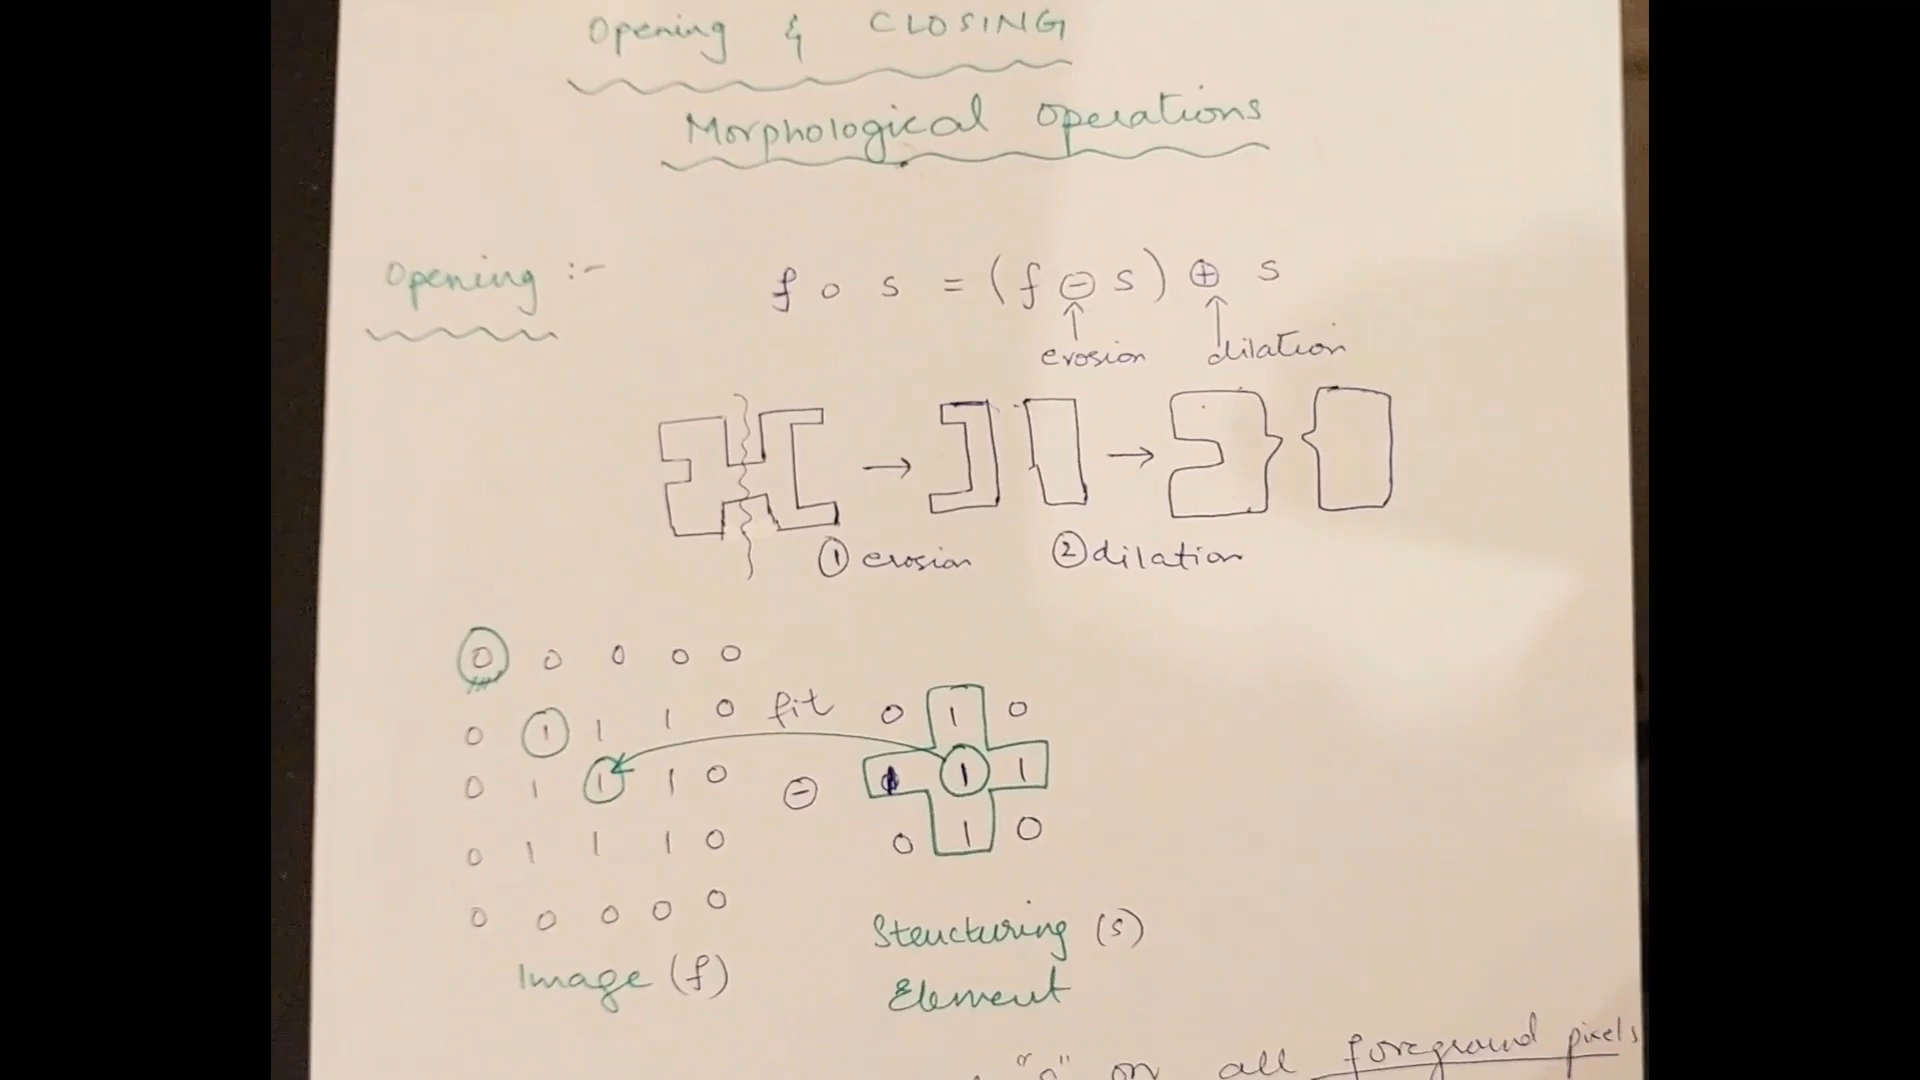 Opening & CLOSING
Morphological Operations
Opening :-
f o s = (f ⊖ s) ⊕ s
erosion dilation
→ →
① erosion ② dilation
0 0 0 0 0
0 1 1 1 0 fit 0 1 0
0 1 1 1 0 ⊖ 1 1 1
0 1 1 1 0 0 1 0
0 0 0 0 0
Structuring (s)
Image (f)
Element
"0" on all foreground pixels